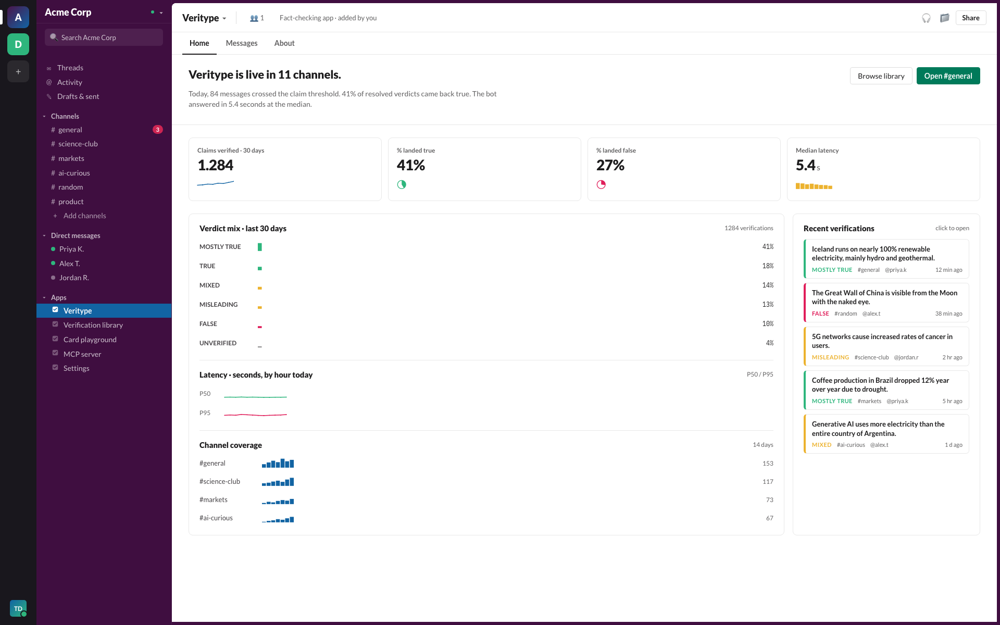 A
D
+
TD
Acme Corp
Search Acme Corp
Threads
@ Activity
Drafts & sent
Channels
# general 3
# science-club
# markets
# ai-curious
# random
# product
+ Add channels
Direct messages
Priya K.
Alex T.
Jordan R.
Apps
Veritype
Verification library
Card playground
MCP server
Settings
Veritype
1
Fact-checking app · added by you
Share
Home Messages About
Veritype is live in 11 channels.
Today, 84 messages crossed the claim threshold. 41% of resolved verdicts came back true. The bot
answered in 5.4 seconds at the median.
Browse library
Open #general
Claims verified · 30 days
1.284
% landed true
41%
% landed false
27%
Median latency
5.4 s
Verdict mix · last 30 days 1284 verifications
MOSTLY TRUE 41%
TRUE 18%
MIXED 14%
MISLEADING 13%
FALSE 10%
UNVERIFIED 4%
Latency · seconds, by hour today P50 / P95
P50
P95
Channel coverage 14 days
#general 153
#science-club 117
#markets 73
#ai-curious 67
Recent verifications click to open
Iceland runs on nearly 100% renewable
electricity, mainly hydro and geothermal.
MOSTLY TRUE #general @priya.k 12 min ago
The Great Wall of China is visible from the Moon
with the naked eye.
FALSE #random @alex.t 38 min ago
5G networks cause increased rates of cancer in
users.
MISLEADING #science-club @jordan.r 2 hr ago
Coffee production in Brazil dropped 12% year
over year due to drought.
MOSTLY TRUE #markets @priya.k 5 hr ago
Generative AI uses more electricity than the
entire country of Argentina.
MIXED #ai-curious @alex.t 1 d ago